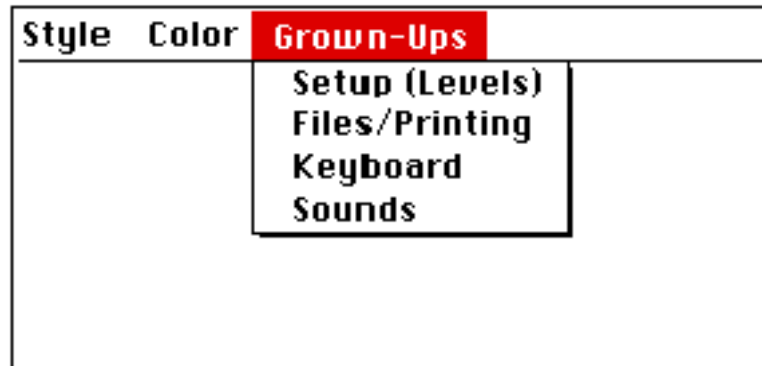 Style Color Grown-Ups
Setup (Levels)
Files/Printing
Keyboard
Sounds